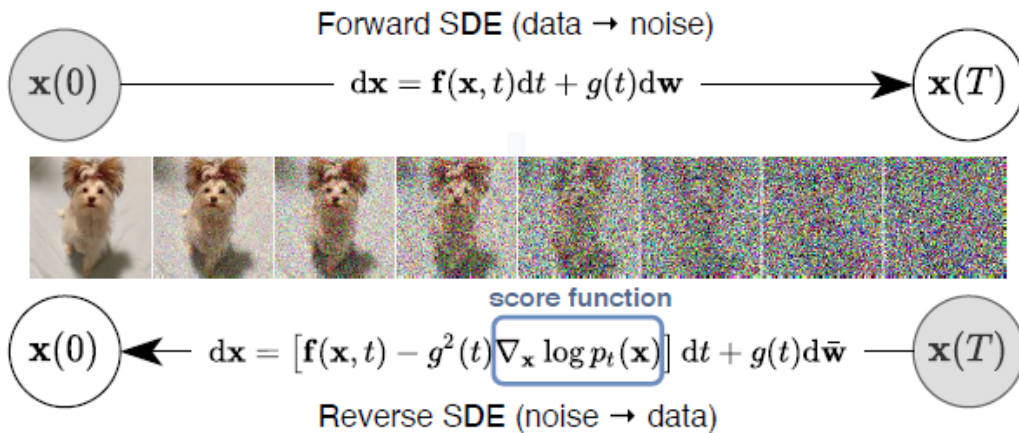 Forward SDE (data → noise)
x(0) dx = f(x, t)dt + g(t)dw x(T)
score function
x(0) dx = [f(x, t) − g²(t)∇ₓ log pₜ(x)] dt + g(t)dw̄ x(T)
Reverse SDE (noise → data)